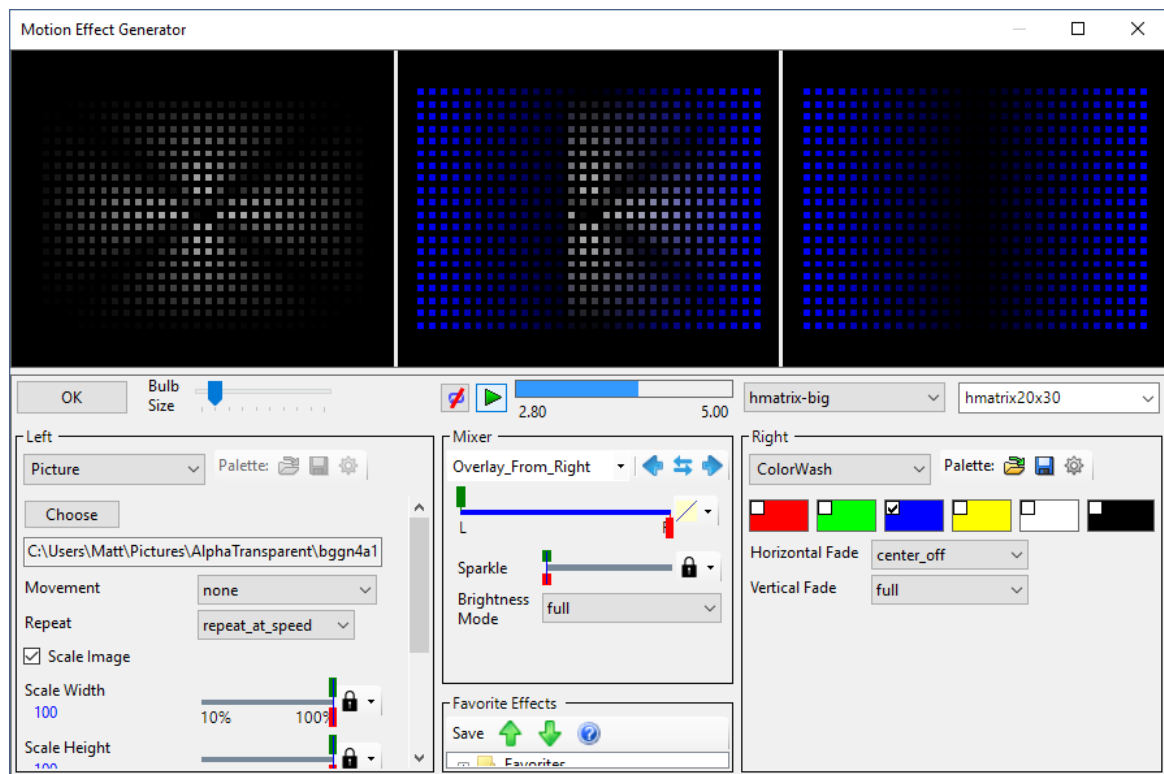 Motion Effect Generator
OK
Bulb
Size
2.80
5.00
hmatrix-big
hmatrix20x30
Left
Picture
Palette:
Choose
C:\Users\Matt\Pictures\AlphaTransparent\bggn4a1
Movement
none
Repeat
repeat_at_speed
Scale Image
Scale Width
100
10%
100%
Scale Height
100
Mixer
Overlay_From_Right
L
Sparkle
Brightness
Mode
full
Favorite Effects
Save
Favorites
Right
ColorWash
Palette:
Horizontal Fade
center_off
Vertical Fade
full